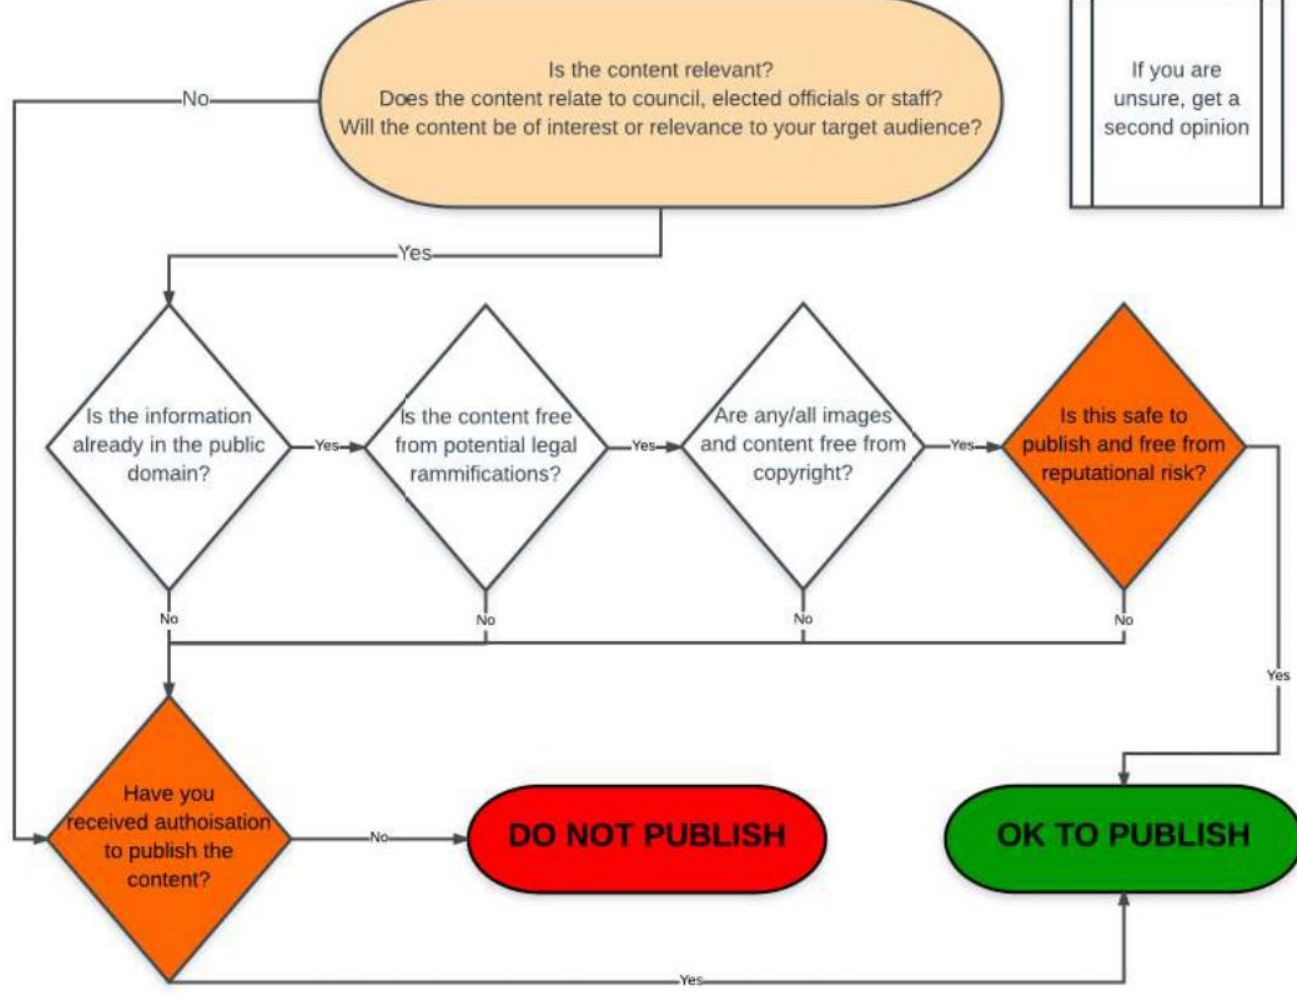 Is the content relevant?
Does the content relate to council, elected officials or staff?
Will the content be of interest or relevance to your target audience?
If you are
unsure, get a
second opinion
No
Yes
Is the information
already in the public
domain?
Yes
Is the content free
from potential legal
rammifications?
Yes
Are any/all images
and content free from
copyright?
Yes
Is this safe to
publish and free from
reputational risk?
No
No
No
No
Yes
Have you
received authoisation
to publish the
content?
No
DO NOT PUBLISH
OK TO PUBLISH
Yes